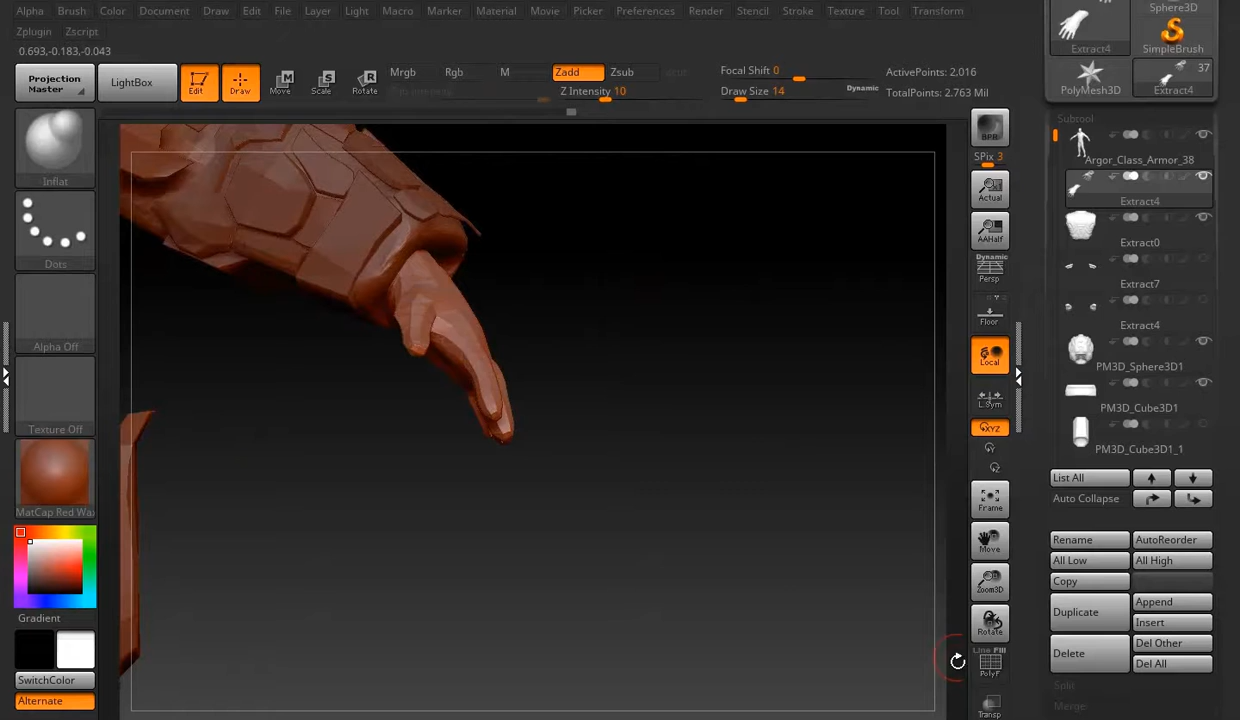 Alpha Brush Color Document Draw Edit File Layer Light Macro Marker Material Movie Picker Preferences Render Stencil Stroke Texture Tool Transform
Zplugin Zscript
0.693,-0.183,-0.043
Projection
Master
LightBox
Edit
Draw
Move
Scale
Rotate
Mrgb Rgb M Zadd Zsub
Z Intensity 10
Focal Shift 0
Draw Size 14
Dynamic
ActivePoints: 2,016
TotalPoints: 2.763 Mil
Extract4
Sphere3D
SimpleBrush
PolyMesh3D
37
Extract4
Inflat
Dots
Alpha Off
Texture Off
MatCap Red Wax
Gradient
SwitchColor
Alternate
BPR
SPix 3
Actual
AAHalf
Dynamic
Persp
Floor
Local
L.Sym
XYZ
Frame
Move
Zoom3D
Rotate
Line Fill
PolyF
Transp
Subtool
Argor_Class_Armor_38
Extract4
Extract0
Extract7
Extract4
PM3D_Sphere3D1
PM3D_Cube3D1
PM3D_Cube3D1_1
List All
Auto Collapse
Rename AutoReorder
All Low All High
Copy
Duplicate
Append
Insert
Delete
Del Other
Del All
Split
Merge